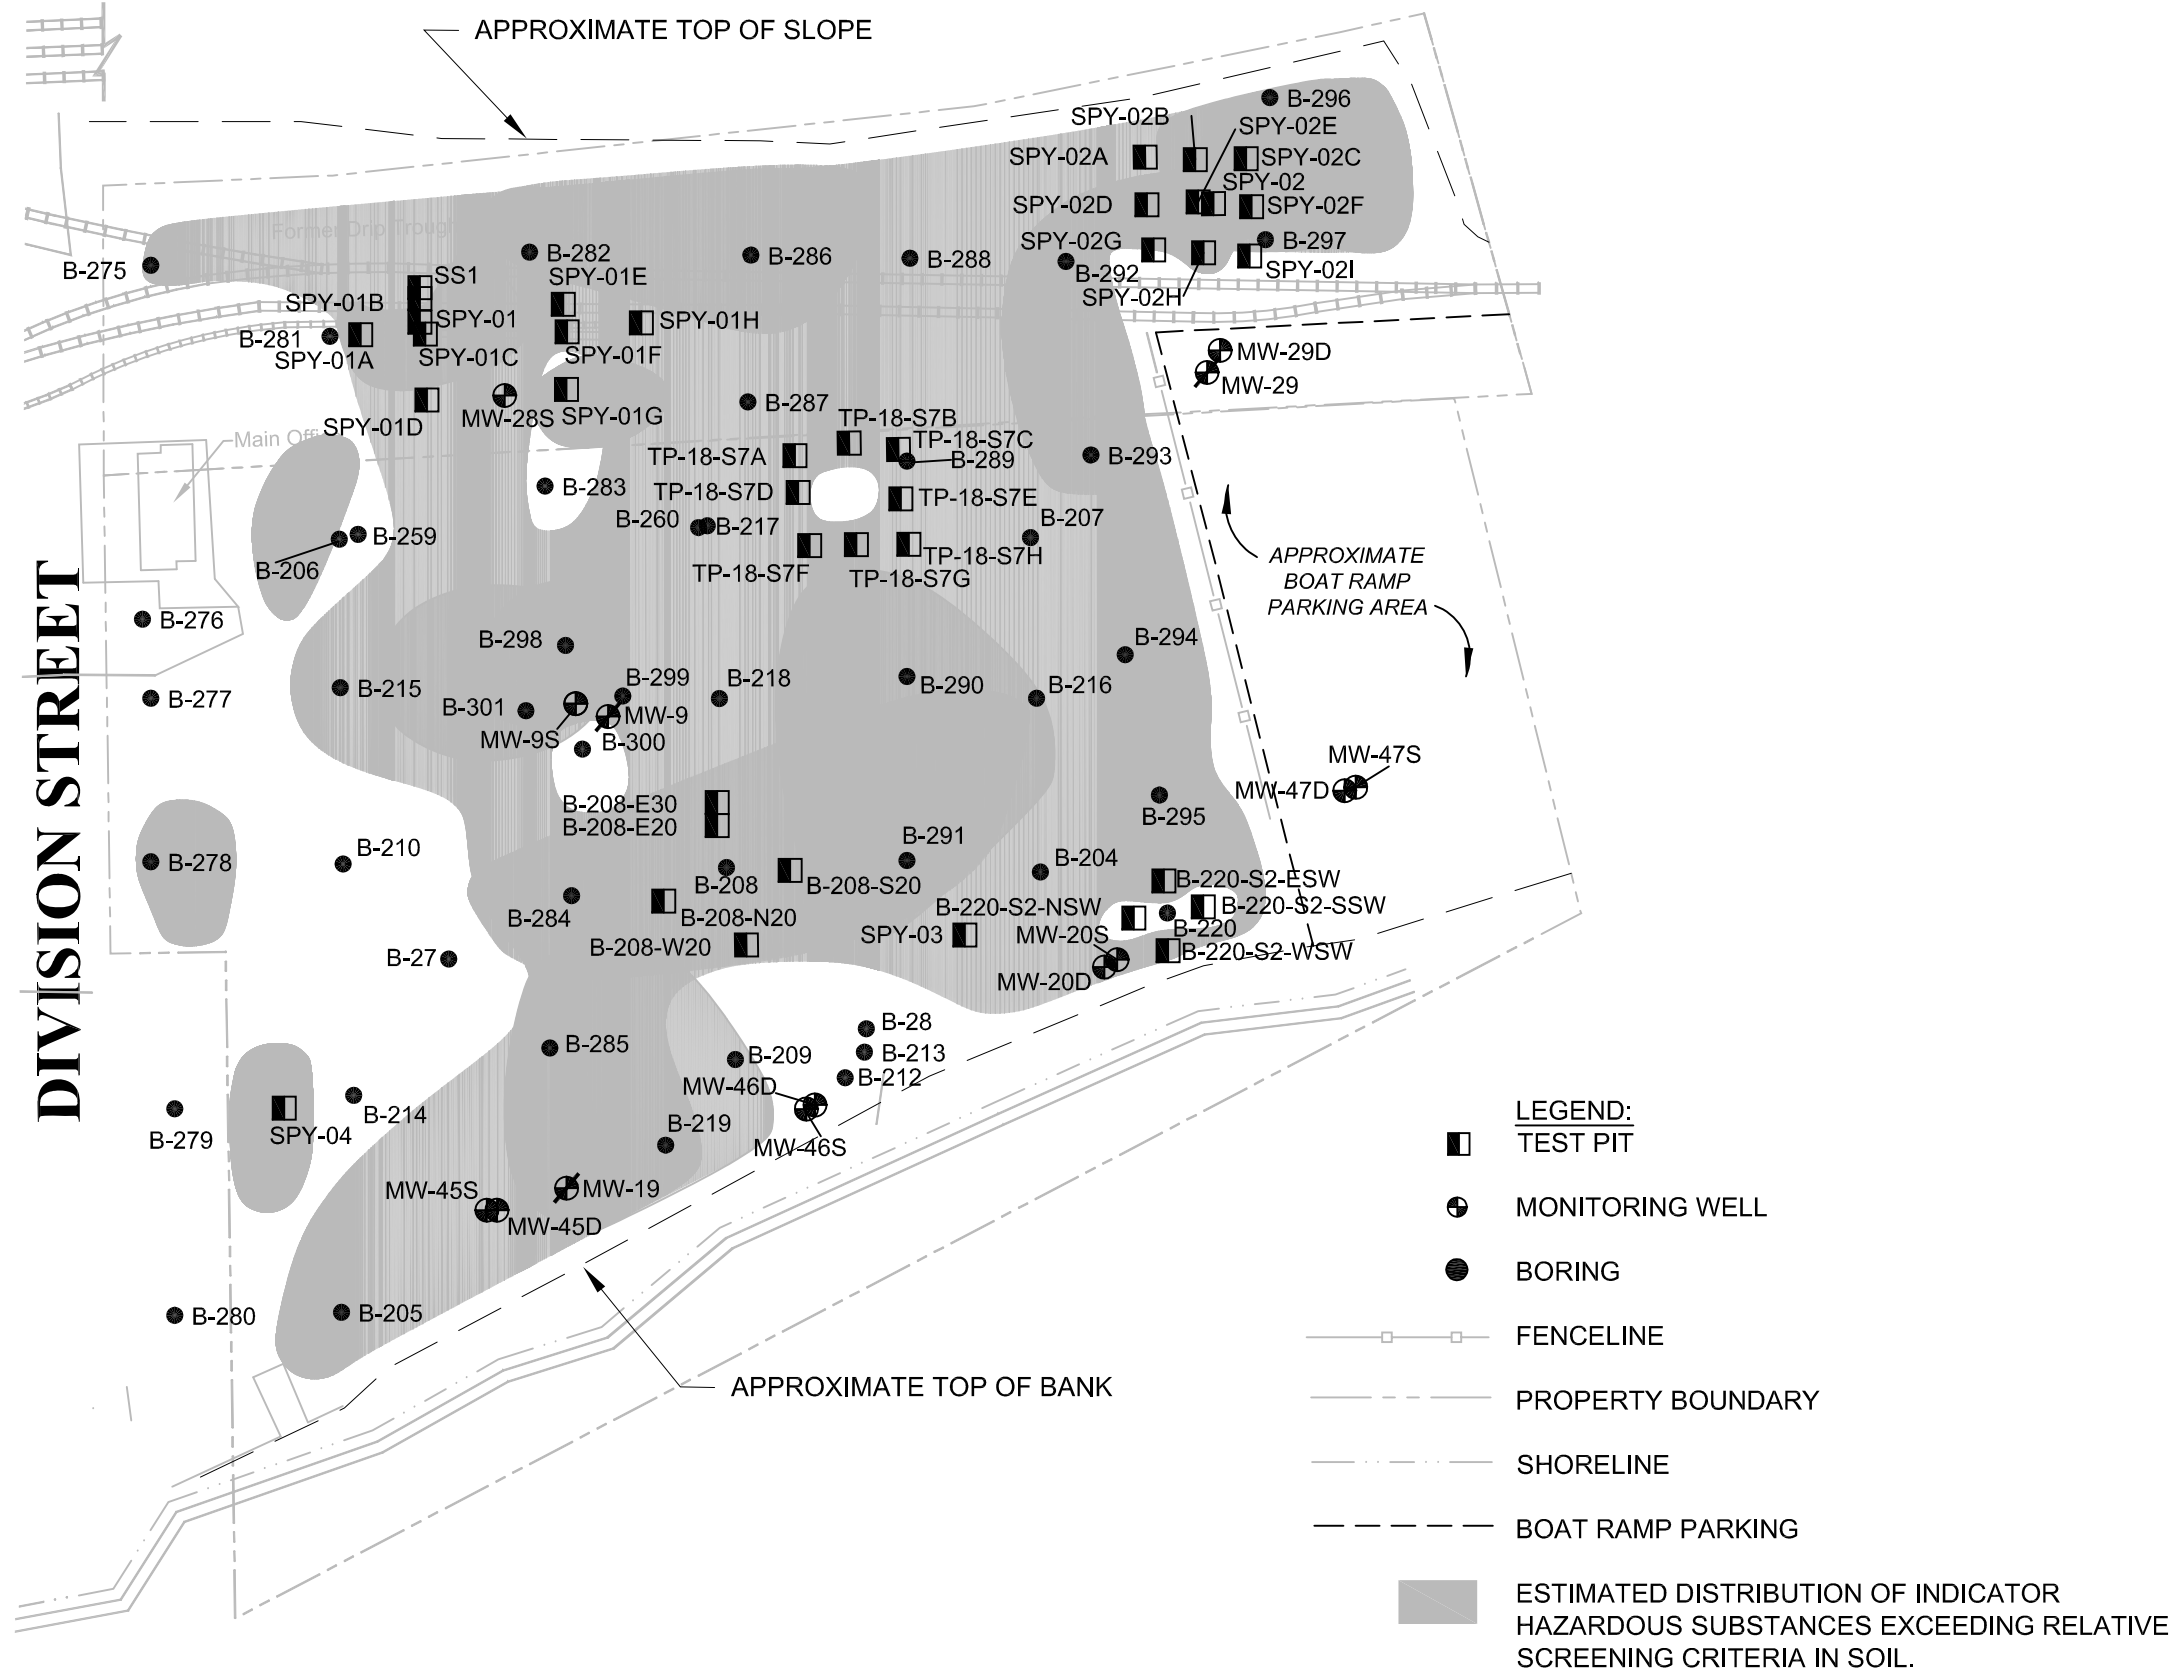 APPROXIMATE TOP OF SLOPE
B-296
SPY-02B
SPY-02E
SPY-02A
SPY-02C
SPY-02
SPY-02D
SPY-02F
Former Drip Trough
SPY-02G
B-297
B-275
B-282
B-286
B-288
B-292
SPY-02I
SS1
SPY-01E
SPY-02H
SPY-01B
SPY-01
SPY-01H
B-281
SPY-01A
SPY-01C
SPY-01F
MW-29D
MW-29
SPY-01D
MW-28S
SPY-01G
B-287
TP-18-S7B
Main Offi
TP-18-S7C
TP-18-S7A
B-289
B-293
B-283
TP-18-S7D
TP-18-S7E
B-260
B-217
B-207
B-259
B-206
TP-18-S7F
TP-18-S7G
TP-18-S7H
APPROXIMATE
BOAT RAMP
PARKING AREA
DIVISION STREET
B-276
B-298
B-294
B-215
B-299
B-218
B-290
B-216
B-277
B-301
MW-9
MW-9S
B-300
MW-47S
MW-47D
B-208-E30
B-208-E20
B-295
B-278
B-210
B-291
B-204
B-208
B-208-S20
B-220-S2-ESW
B-284
B-208-N20
B-220-S2-NSW
B-220-S2-SSW
B-220
B-208-W20
SPY-03
MW-20S
B-220-S2-WSW
B-27
MW-20D
B-28
B-285
B-209
B-213
MW-46D
B-212
B-279
SPY-04
B-214
B-219
MW-46S
MW-45S
MW-19
MW-45D
B-280
B-205
APPROXIMATE TOP OF BANK
LEGEND:
TEST PIT
MONITORING WELL
BORING
FENCELINE
PROPERTY BOUNDARY
SHORELINE
BOAT RAMP PARKING
ESTIMATED DISTRIBUTION OF INDICATOR
HAZARDOUS SUBSTANCES EXCEEDING RELATIVE
SCREENING CRITERIA IN SOIL.